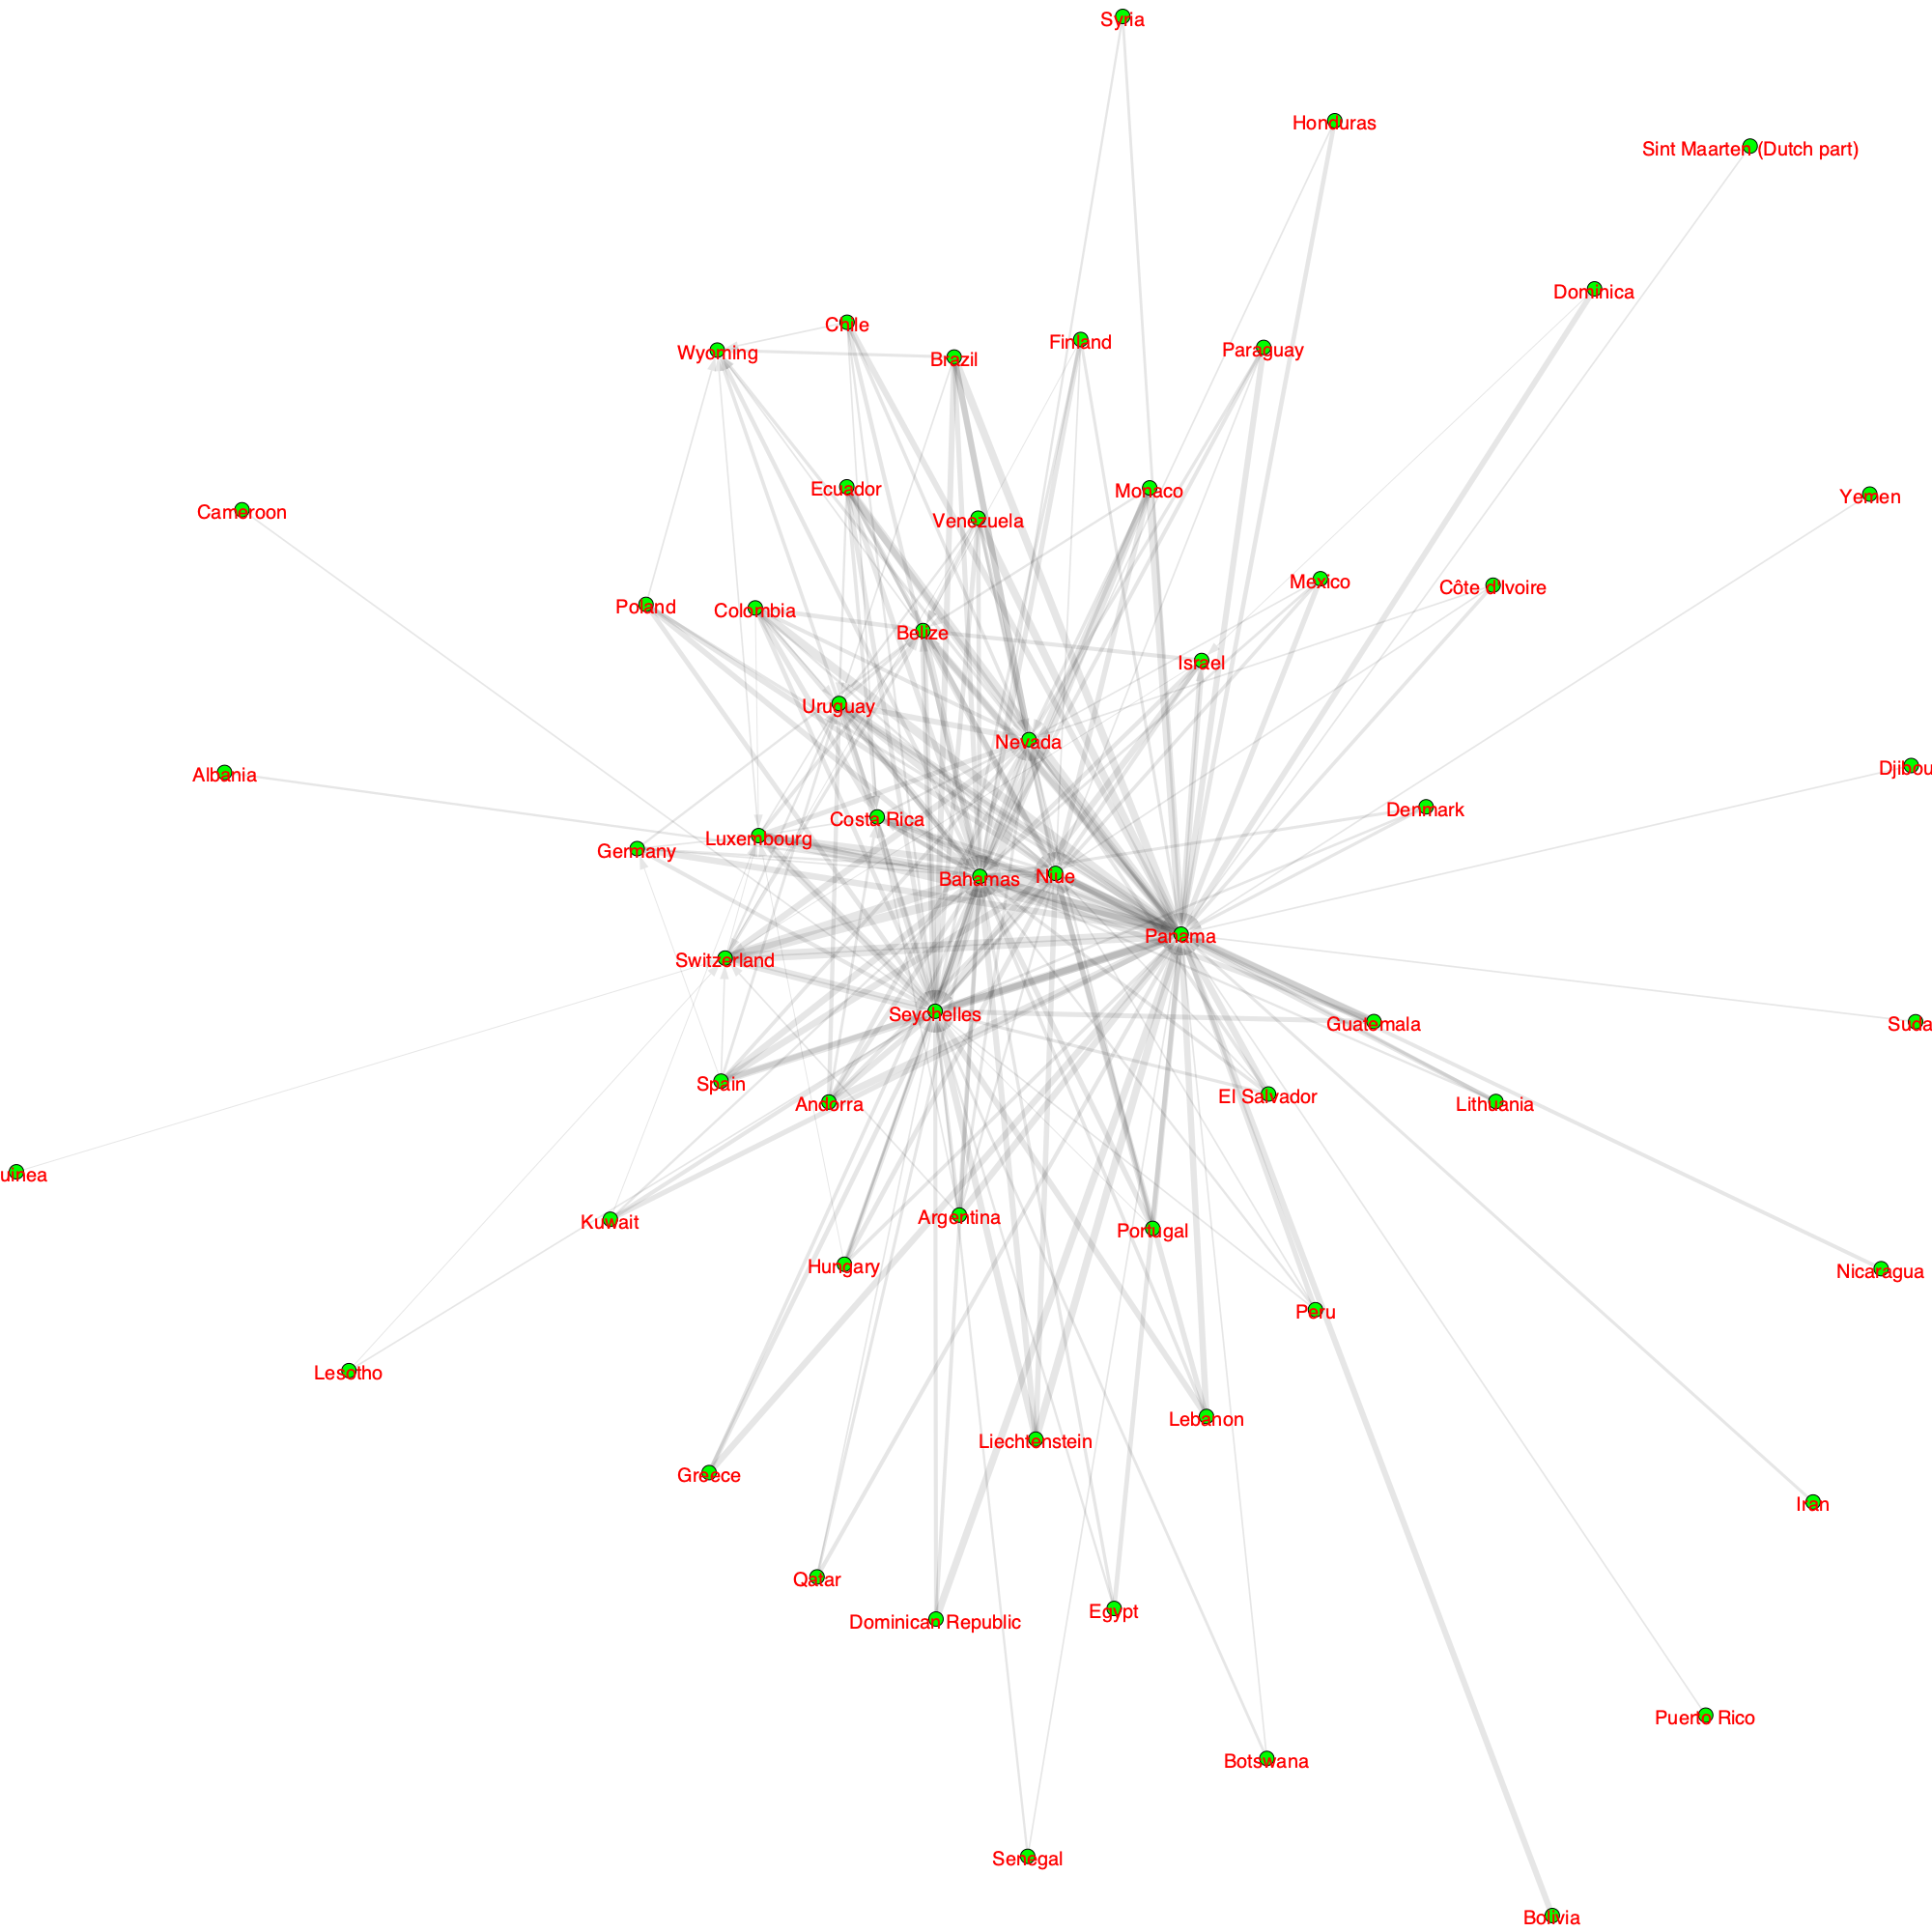 Syria
Honduras
Sint Maarten (Dutch part)
Dominica
Chile
Finland
Paraguay
Wyoming
Brazil
Ecuador
Monaco
Yemen
Cameroon
Venezuela
Mexico
Côte d'Ivoire
Poland
Colombia
Belize
Israel
Uruguay
Nevada
Djibou
Albania
Denmark
Costa Rica
Luxembourg
Germany
Bahamas
Niue
Panama
Switzerland
Seychelles
Guatemala
Suda
Spain
El Salvador
Andorra
Lithuania
uinea
Kuwait
Argentina
Portugal
Hungary
Nicaragua
Peru
Lesotho
Lebanon
Liechtenstein
Greece
Iran
Qatar
Egypt
Dominican Republic
Puerto Rico
Botswana
Senegal
Bolivia